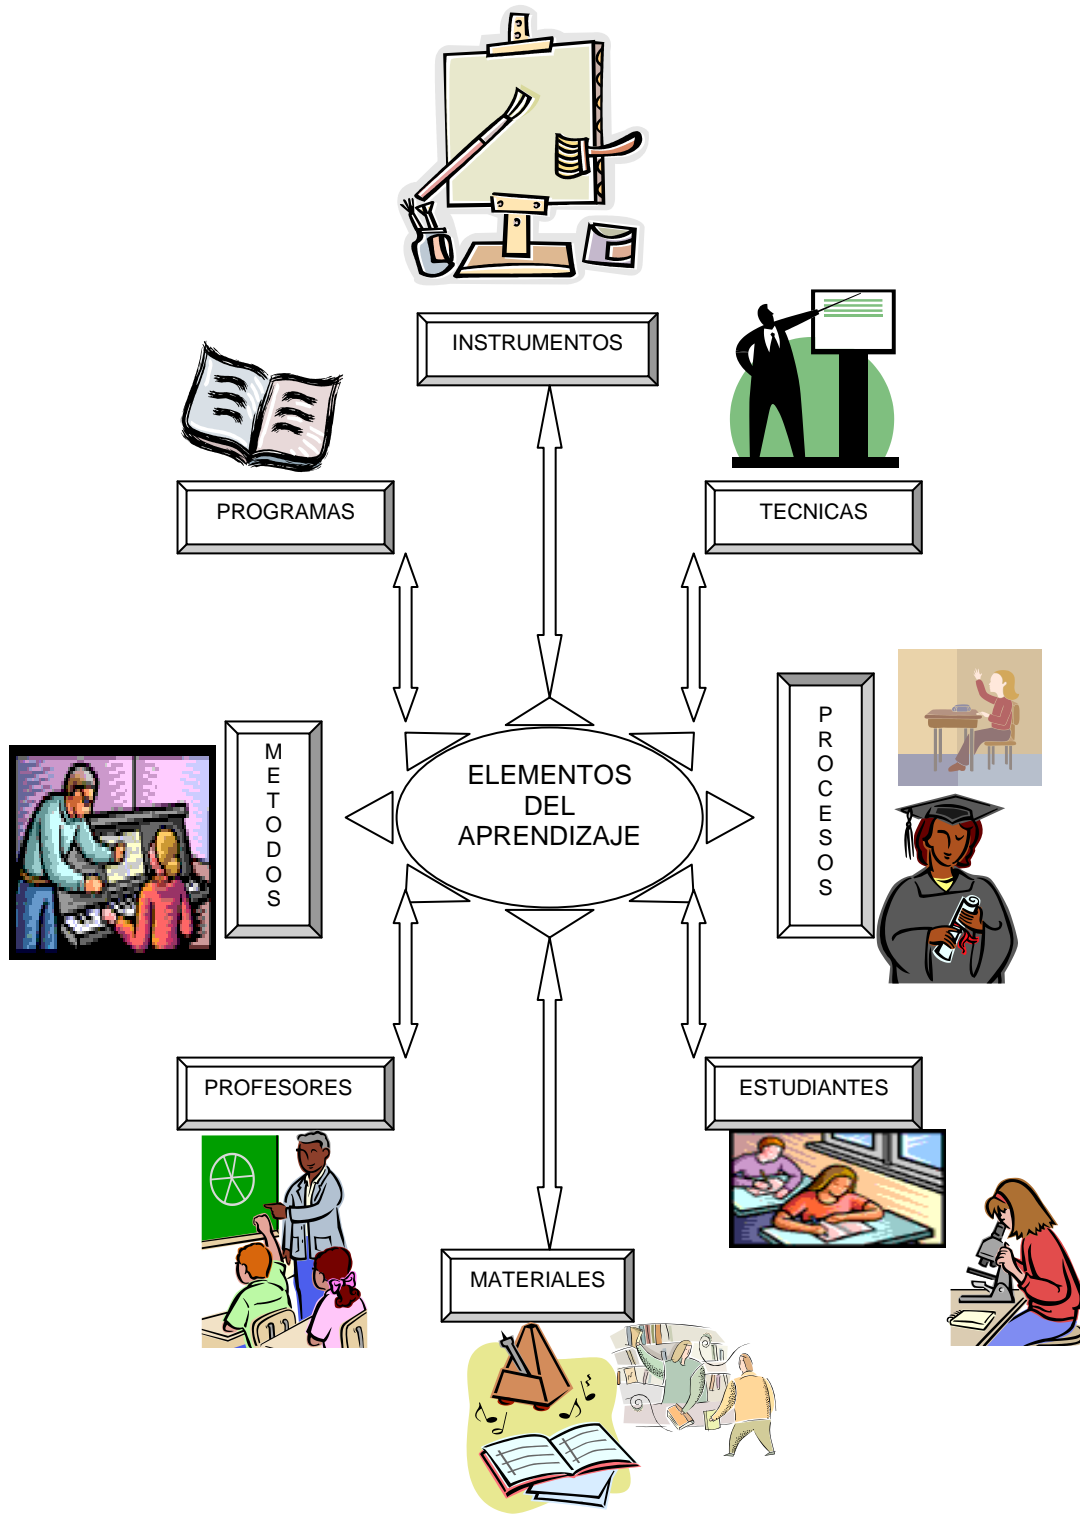 INSTRUMENTOS
PROGRAMAS
TECNICAS
METODOS
PROCESOS
ELEMENTOS
DEL
APRENDIZAJE
PROFESORES
ESTUDIANTES
MATERIALES